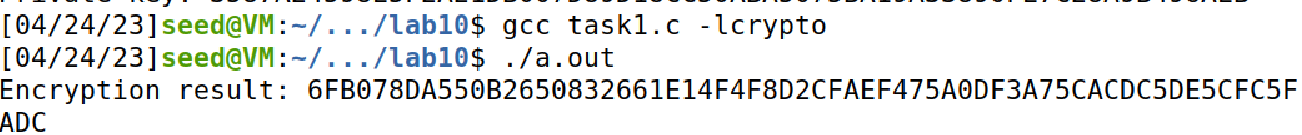 [04/24/23]seed@VM:~/.../lab10$ gcc task1.c -lcrypto
[04/24/23]seed@VM:~/.../lab10$ ./a.out
Encryption result: 6FB078DA550B2650832661E14F4F8D2CFAEF475A0DF3A75CACDC5DE5CFC5F
ADC